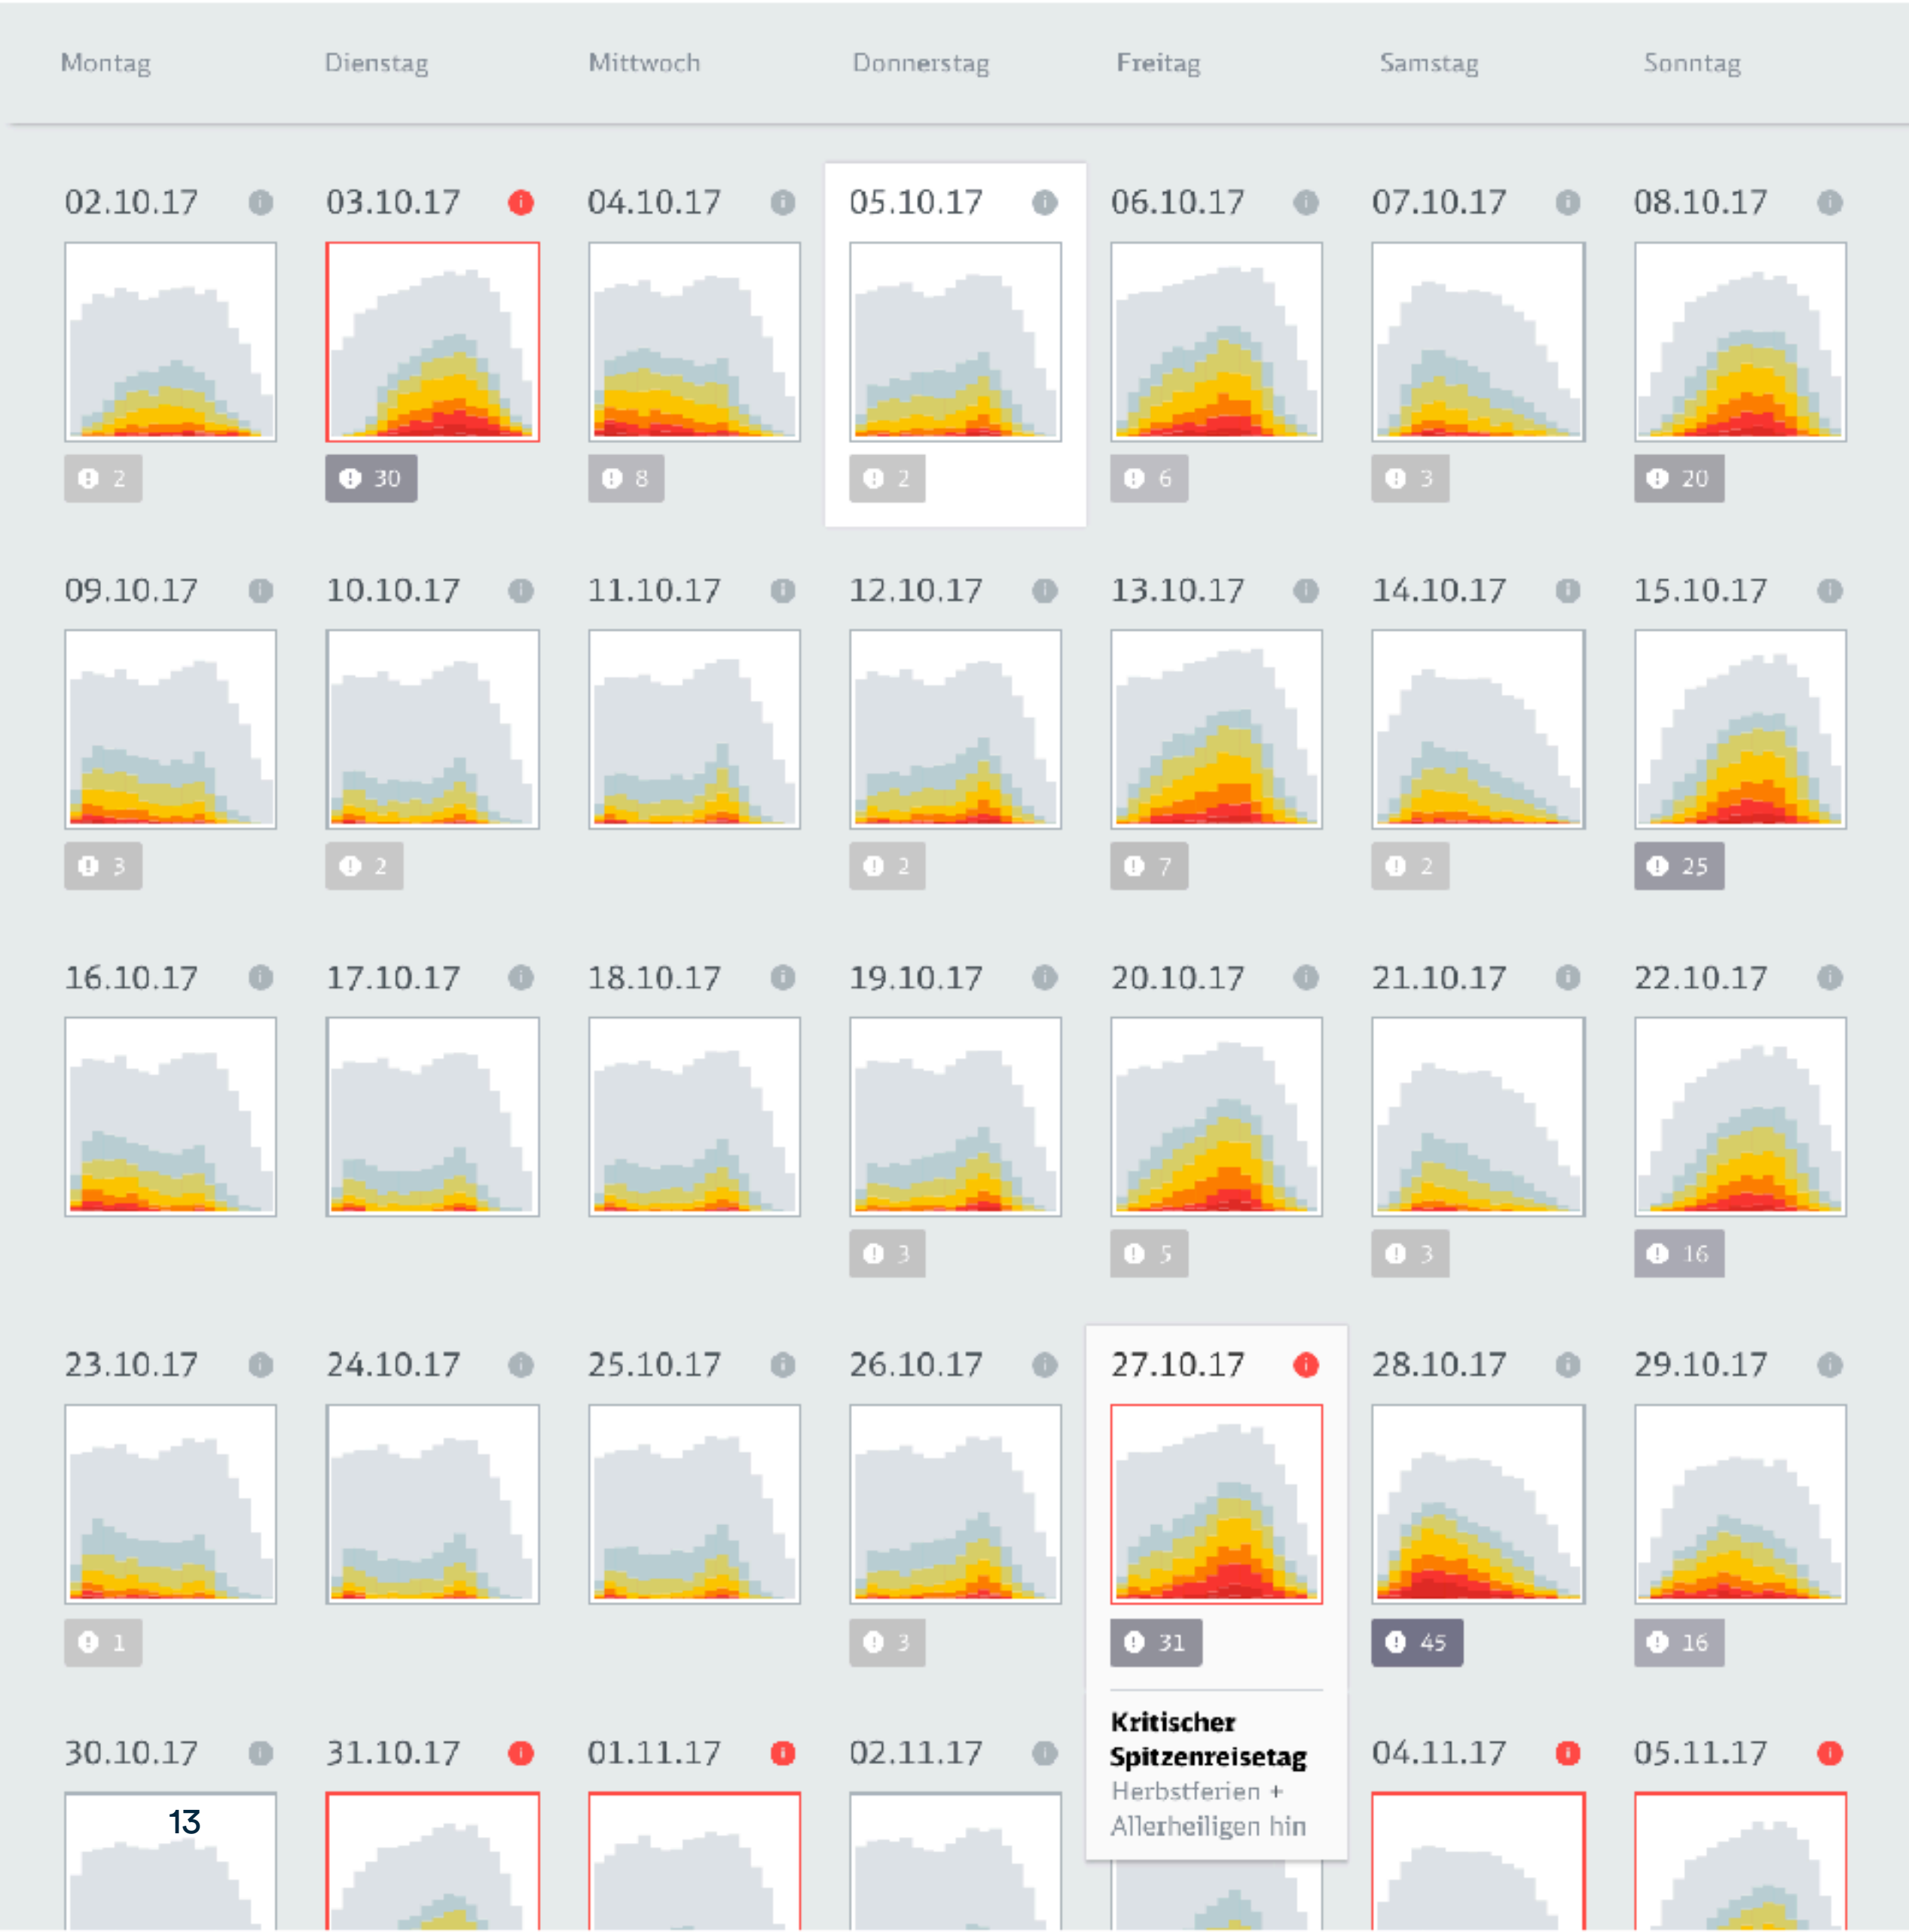 Montag Dienstag Mittwoch Donnerstag Freitag Samstag Sonntag
02.10.17 03.10.17 04.10.17 05.10.17 06.10.17 07.10.17 08.10.17
2 30 8 2 6 3 20
09.10.17 10.10.17 11.10.17 12.10.17 13.10.17 14.10.17 15.10.17
3 2 2 7 2 25
16.10.17 17.10.17 18.10.17 19.10.17 20.10.17 21.10.17 22.10.17
3 5 3 16
23.10.17 24.10.17 25.10.17 26.10.17 27.10.17 28.10.17 29.10.17
1 3 31 45 16
Kritischer
Spitzenreisetag
Herbstferien +
Allerheiligen hin
30.10.17 31.10.17 01.11.17 02.11.17 04.11.17 05.11.17
13